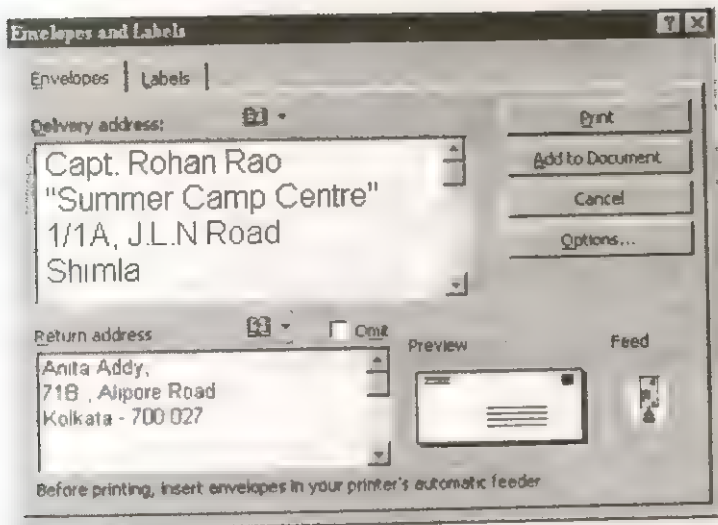 Envelopes and Labels
Envelopes Labels
Delivery address:
Capt. Rohan Rao
"Summer Camp Centre"
1/1A, J.L.N Road
Shimla
Print
Add to Document
Cancel
Options...
Return address
Omit
Anita Addy,
71B , Alipore Road
Kolkata - 700 027
Preview
Feed
Before printing, insert envelopes in your printer's automatic feeder